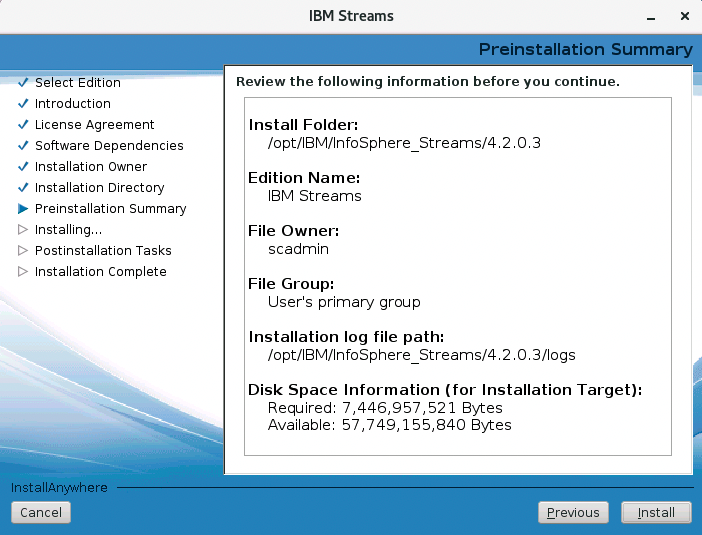 IBM Streams
Preinstallation Summary
Select Edition
Introduction
License Agreement
Software Dependencies
Installation Owner
Installation Directory
Preinstallation Summary
Installing...
Postinstallation Tasks
Installation Complete
Review the following information before you continue.
Install Folder:
/opt/IBM/InfoSphere_Streams/4.2.0.3
Edition Name:
IBM Streams
File Owner:
scadmin
File Group:
User's primary group
Installation log file path:
/opt/IBM/InfoSphere_Streams/4.2.0.3/logs
Disk Space Information (for Installation Target):
Required: 7,446,957,521 Bytes
Available: 57,749,155,840 Bytes
InstallAnywhere
Cancel
Previous
Install